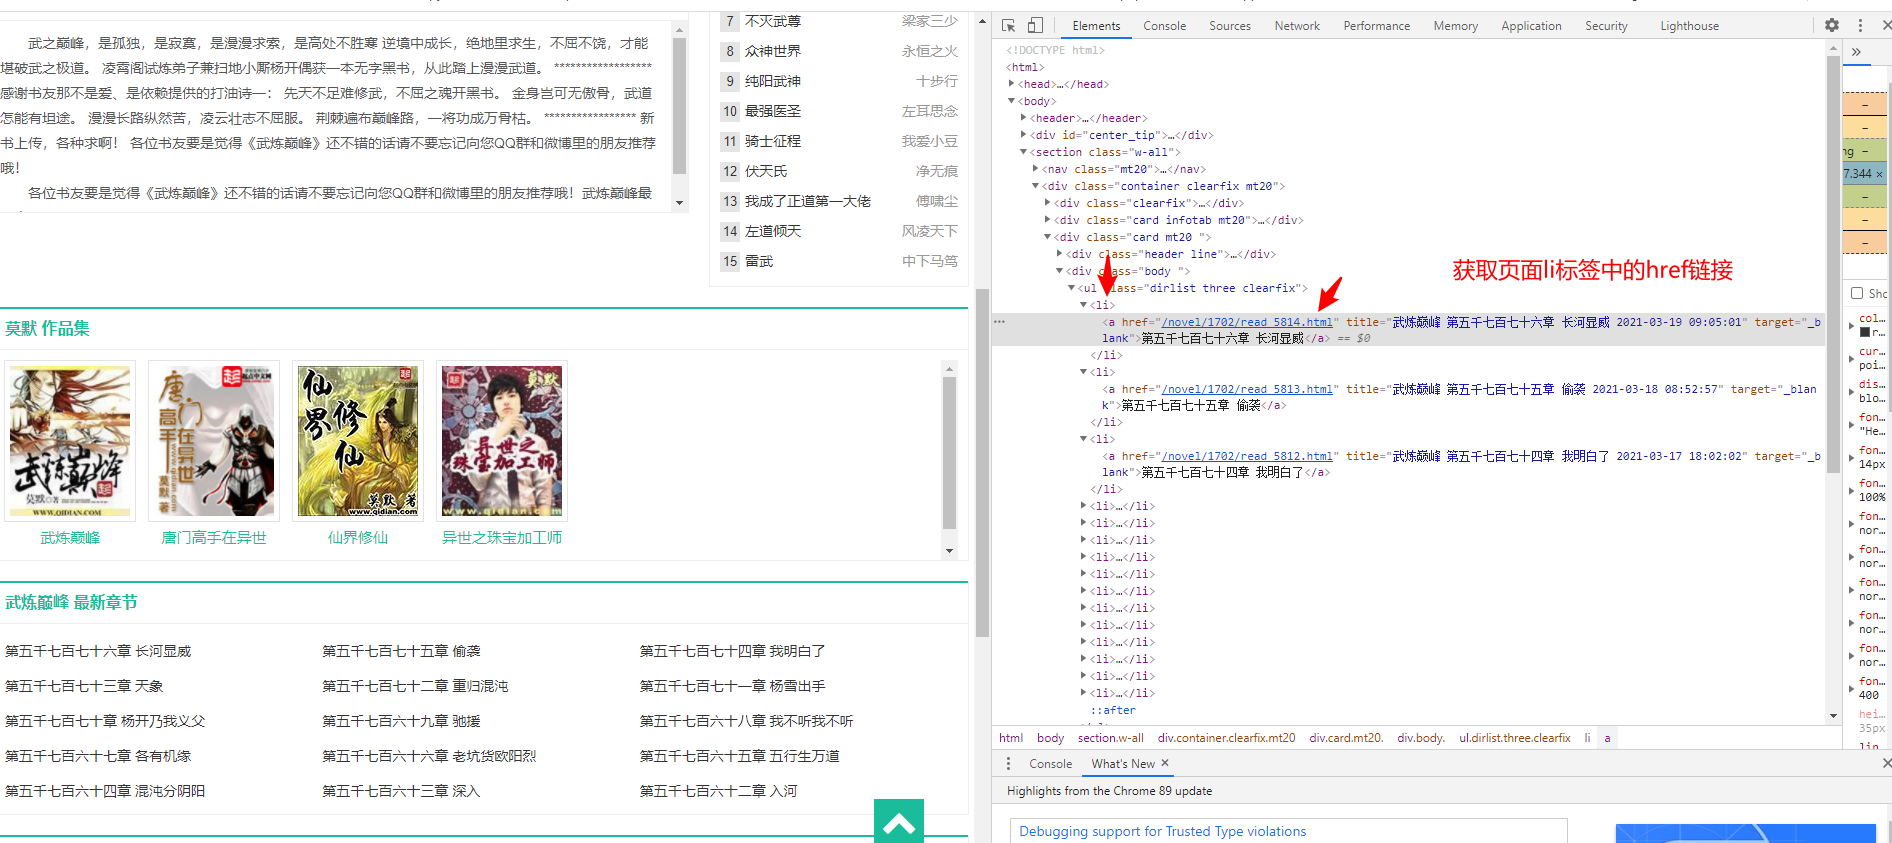 武之巅峰，是孤独，是寂寞，是漫漫求索，是高处不胜寒 逆境中成长，绝地里求生，不屈不饶，才能
堪破武之极道。 凌霄阁试炼弟子兼扫地小厮杨开偶获一本无字黑书，从此踏上漫漫武道。 ******************
感谢书友那不是爱、是依赖提供的打油诗一： 先天不足难修武，不屈之魂开黑书。 金身岂可无傲骨，武道
怎能有坦途。 漫漫长路纵然苦，凌云壮志不屈服。 荆棘遍布巅峰路，一将功成万骨枯。 ***************** 新
书上传，各种求啊！ 各位书友要是觉得《武炼巅峰》还不错的话请不要忘记向您QQ群和微博里的朋友推荐
哦！
各位书友要是觉得《武炼巅峰》还不错的话请不要忘记向您QQ群和微博里的朋友推荐哦！武炼巅峰最
7 不灭武尊 梁家三少
8 众神世界 永恒之火
9 纯阳武神 十步行
10 最强医圣 左耳思念
11 骑士征程 我爱小豆
12 伏天氏 净无痕
13 我成了正道第一大佬 傅啸尘
14 左道倾天 风凌天下
15 雷武 中下马笃
莫默 作品集
武炼巅峰 唐门高手在异世 仙界修仙 异世之珠宝加工师
武炼巅峰 最新章节
第五千七百七十六章 长河显威 第五千七百七十五章 偷袭 第五千七百七十四章 我明白了
第五千七百七十三章 天象 第五千七百七十二章 重归混沌 第五千七百七十一章 杨雪出手
第五千七百七十章 杨开乃我义父 第五千七百六十九章 驰援 第五千七百六十八章 我不听我不听
第五千七百六十七章 各有机缘 第五千七百六十六章 老坑货欧阳烈 第五千七百六十五章 五行生万道
第五千七百六十四章 混沌分阴阳 第五千七百六十三章 深入 第五千七百六十二章 入河
Elements Console Sources Network Performance Memory Application Security Lighthouse
<!DOCTYPE html>
<html>
<head>…</head>
<body>
<header>…</header>
<div id="center_tip">…</div>
<section class="w-all">
<nav class="mt20">…</nav>
<div class="container clearfix mt20">
<div class="clearfix">…</div>
<div class="card infotab mt20">…</div>
<div class="card mt20 ">
<div class="header line">…</div>
<div class="body ">
<ul class="dirlist three clearfix">
<li>
<a href="/novel/1702/read_5814.html" title="武炼巅峰 第五千七百七十六章 长河显威 2021-03-19 09:05:01" target="_b
lank">第五千七百七十六章 长河显威</a> == $0
</li>
<li>
<a href="/novel/1702/read_5813.html" title="武炼巅峰 第五千七百七十五章 偷袭 2021-03-18 08:52:57" target="_blan
k">第五千七百七十五章 偷袭</a>
</li>
<li>
<a href="/novel/1702/read_5812.html" title="武炼巅峰 第五千七百七十四章 我明白了 2021-03-17 18:02:02" target="_b
lank">第五千七百七十四章 我明白了</a>
</li>
<li>…</li>
<li>…</li>
<li>…</li>
<li>…</li>
<li>…</li>
<li>…</li>
<li>…</li>
<li>…</li>
<li>…</li>
<li>…</li>
<li>…</li>
<li>…</li>
::after
获取页面li标签中的href链接
html body section.w-all div.container.clearfix.mt20 div.card.mt20. div.body. ul.dirlist.three.clearfix li a
ng –
7.344 ×
Sho
col…
r…
cur…
poi…
dis…
blo…
fon…
"He…
fon…
14px
fon…
100%
fon…
nor…
fon…
nor…
fon…
nor…
fon…
nor…
fon…
nor…
fon…
400
hei…
35px
lin
Console What's New ×
Highlights from the Chrome 89 update
Debugging support for Trusted Type violations